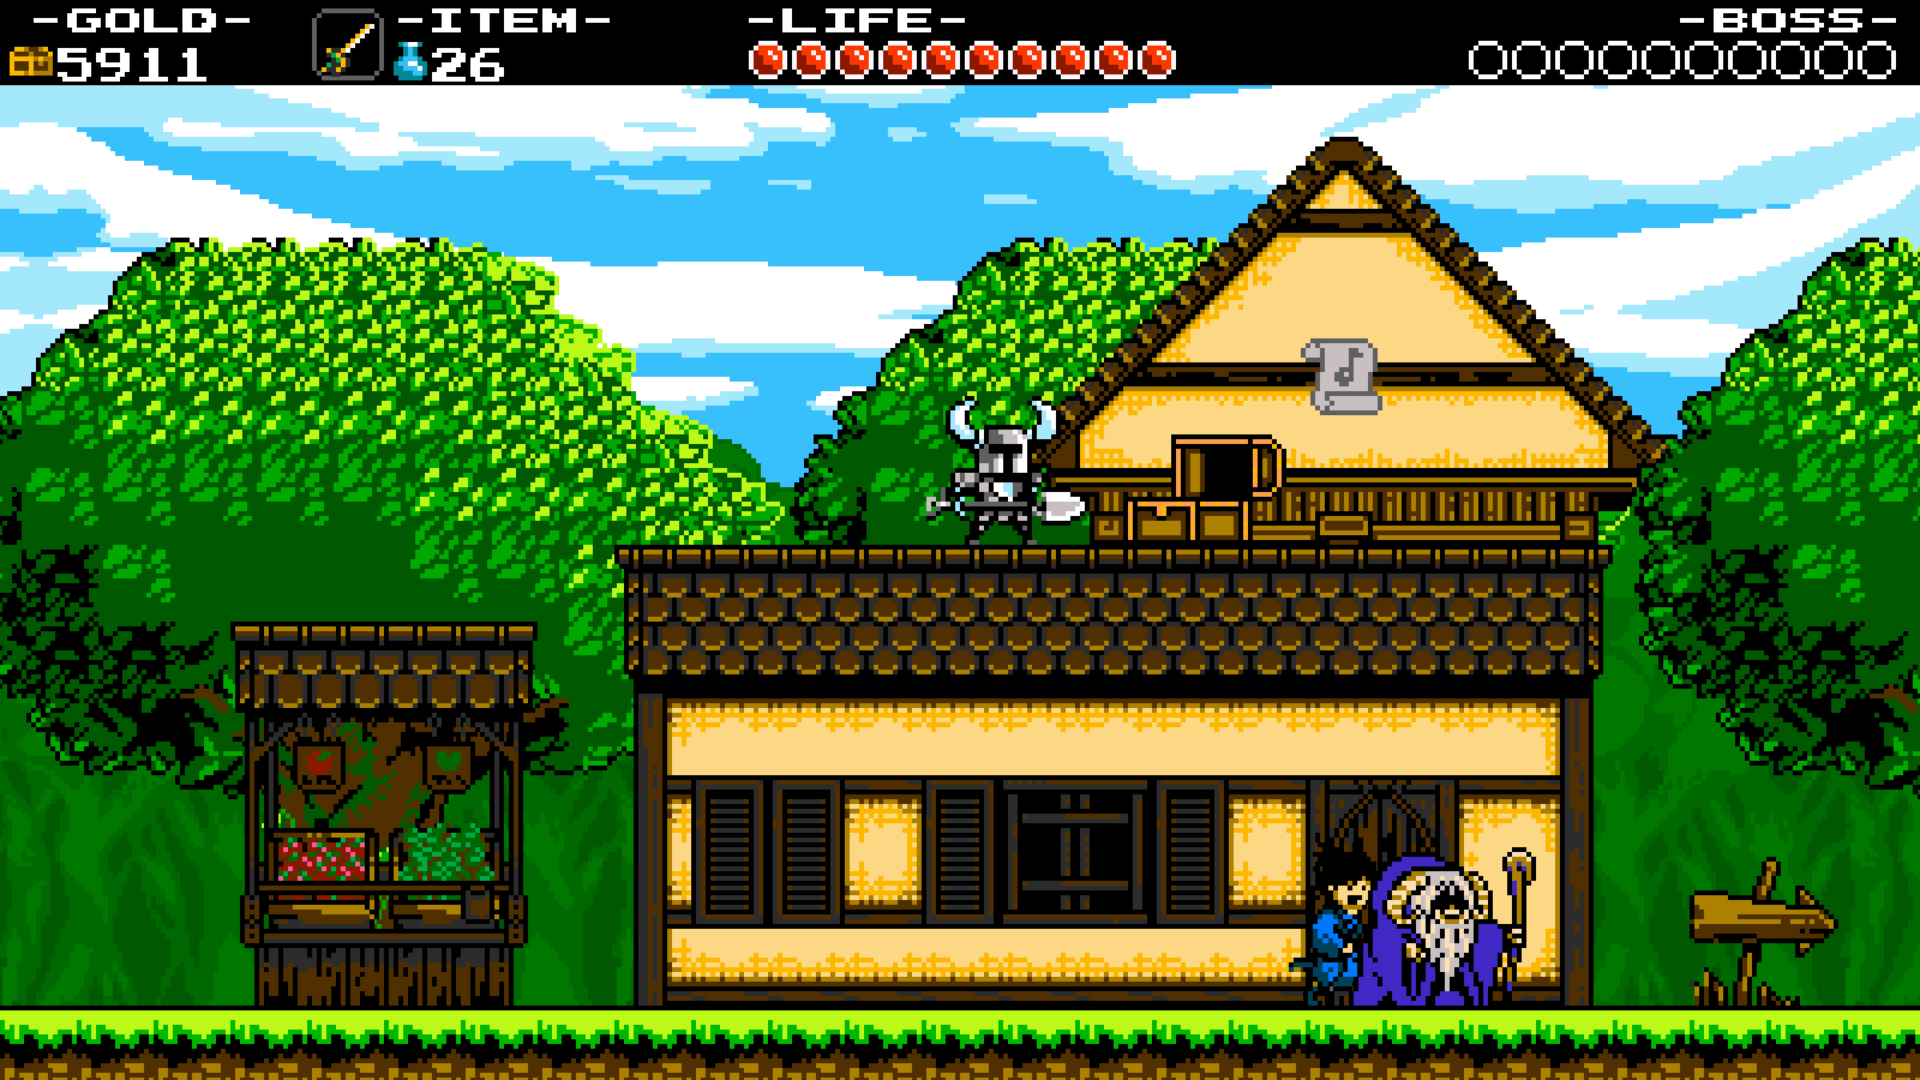 -GOLD-
5911
-ITEM-
26
-LIFE-
-BOSS-